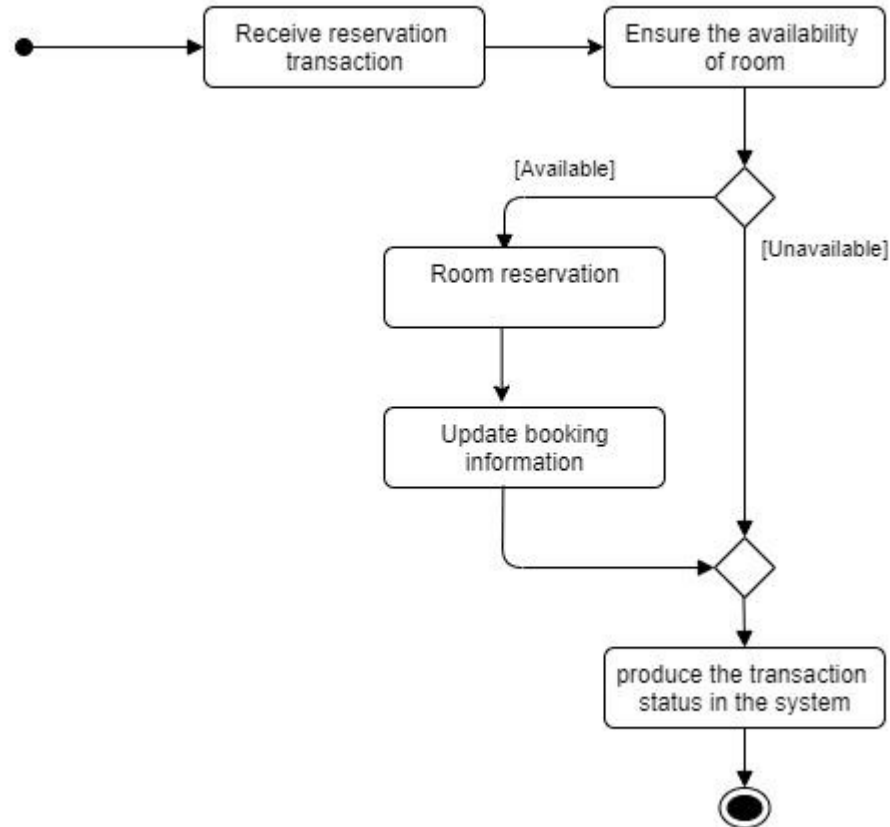 Receive reservation
transaction
Ensure the availability
of room
[Available]
[Unavailable]
Room reservation
Update booking
information
produce the transaction
status in the system